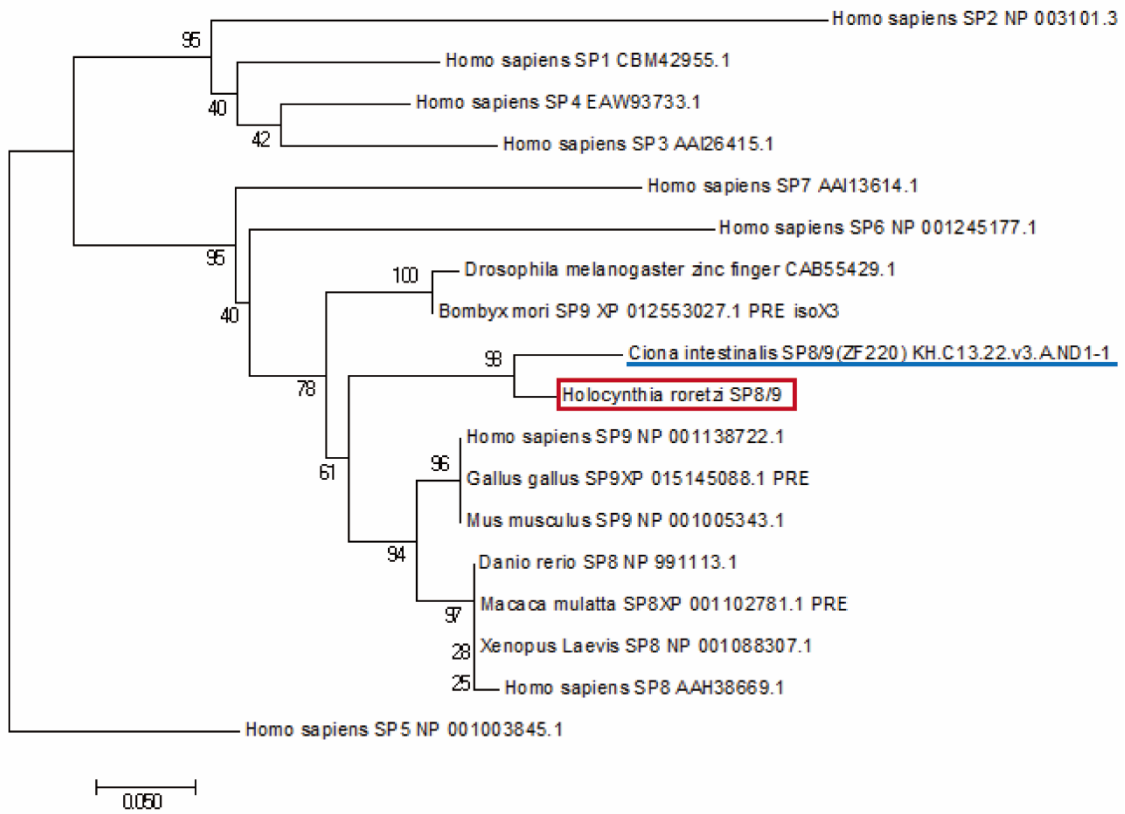 Homo sapiens SP2 NP 003101.3
95
Homo sapiens SP1 CBM42955.1
40
Homo sapiens SP4 EAW93733.1
42
Homo sapiens SP3 AAI26415.1
Homo sapiens SP7 AAI13614.1
95
Homo sapiens SP6 NP 001245177.1
40
Drosophila melanogaster zinc finger CAB55429.1
100
Bombyx mori SP9 XP 012553027.1 PRE isoX3
78
Ciona intestinalis SP8/9(ZF220) KH.C13.22.v3.A.ND1-1
93
Holocynthia roretzi SP8/9
61
Homo sapiens SP9 NP 001138722.1
96
Gallus gallus SP9XP 015145088.1 PRE
Mus musculus SP9 NP 001005343.1
94
Danio rerio SP8 NP 991113.1
Macaca mulatta SP8XP 001102781.1 PRE
97
Xenopus Laevis SP8 NP 001088307.1
28
Homo sapiens SP8 AAH38669.1
25
Homo sapiens SP5 NP 001003845.1
0.050